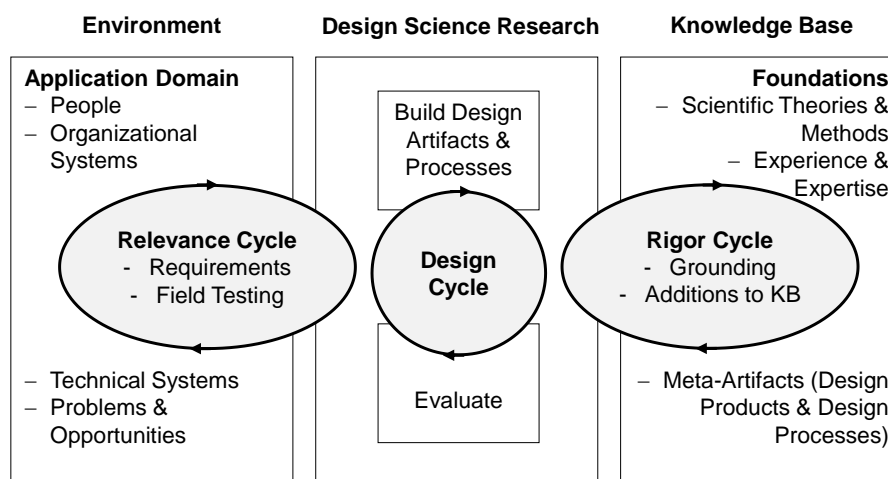 Environment
Design Science Research
Knowledge Base
Application Domain
– People
– Organizational
Systems
Build Design
Artifacts &
Processes
Foundations
– Scientific Theories &
Methods
– Experience &
Expertise
Relevance Cycle
- Requirements
- Field Testing
Design
Cycle
Rigor Cycle
- Grounding
- Additions to KB
– Technical Systems
– Problems &
Opportunities
Evaluate
– Meta-Artifacts (Design
Products & Design
Processes)